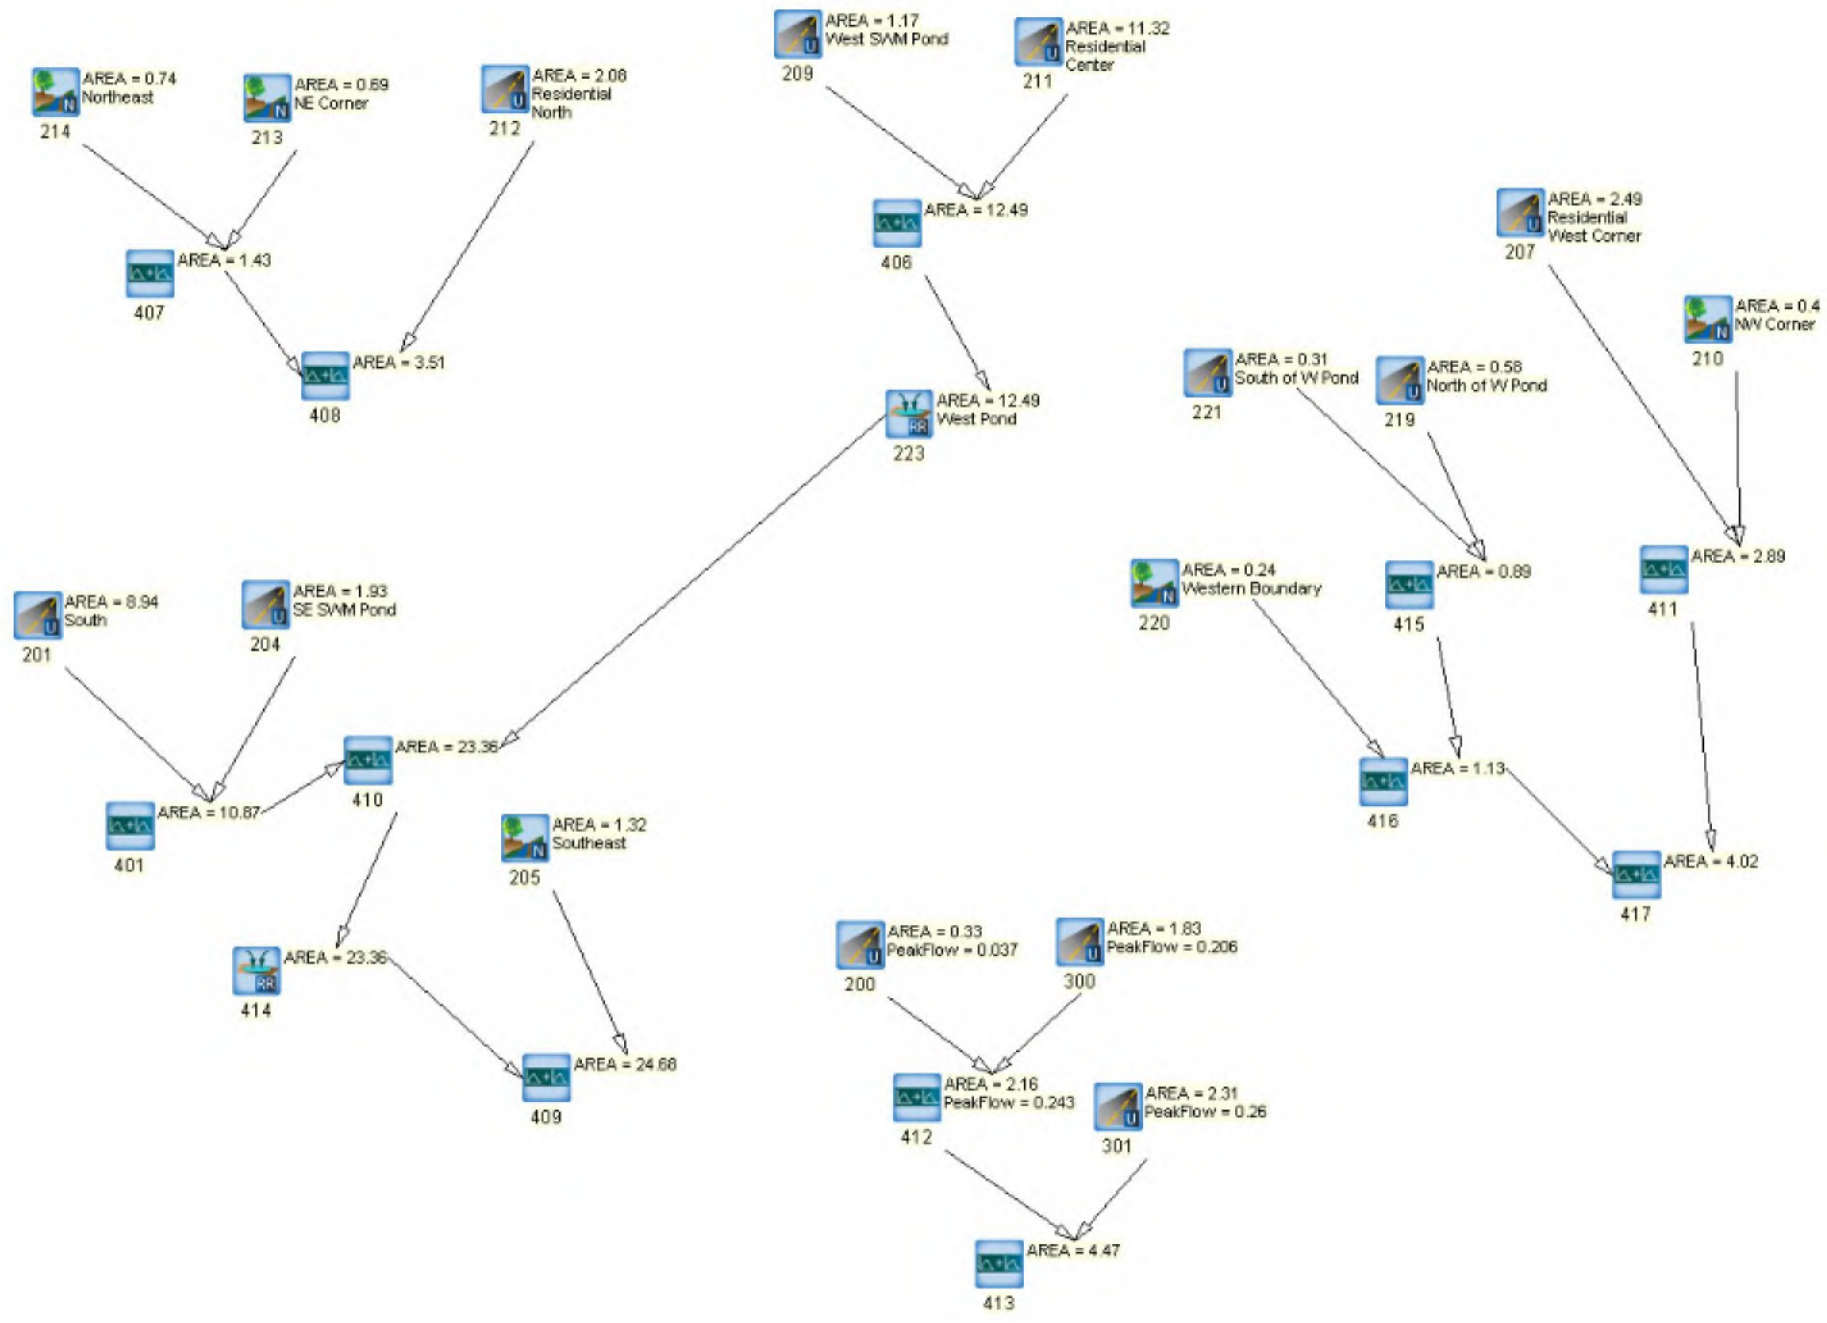 AREA = 0.74
Northeast
N
214
AREA = 0.69
NE Corner
N
213
AREA = 2.08
Residential
North
U
212
AREA = 1.43
407
AREA = 3.51
408
AREA = 1.17
West SWM Pond
U
209
AREA = 11.32
Residential
Center
U
211
AREA = 12.49
406
AREA = 12.49
West Pond
RR
223
AREA = 2.49
Residential
West Corner
U
207
AREA = 0.4
NW Corner
N
210
AREA = 0.31
South of W Pond
U
221
AREA = 0.58
North of W Pond
U
219
AREA = 0.24
Western Boundary
N
220
AREA = 0.89
415
AREA = 2.89
411
AREA = 1.13
416
AREA = 4.02
417
AREA = 8.94
South
U
201
AREA = 1.93
SE SWM Pond
U
204
AREA = 10.87
401
AREA = 23.36
410
AREA = 1.32
Southeast
N
205
AREA = 23.36
RR
414
AREA = 24.68
409
AREA = 0.33
PeakFlow = 0.037
U
200
AREA = 1.83
PeakFlow = 0.206
U
300
AREA = 2.16
PeakFlow = 0.243
412
AREA = 2.31
PeakFlow = 0.26
U
301
AREA = 4.47
413